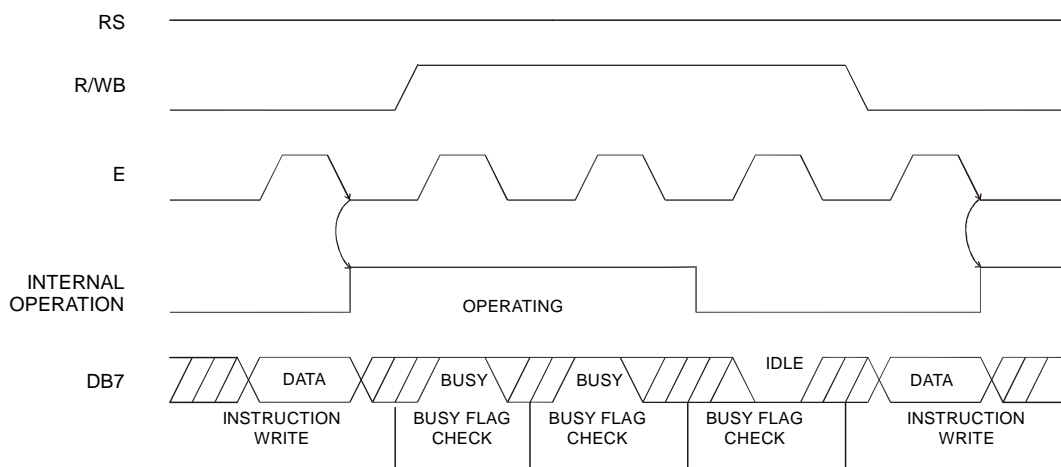 RS
R/WB
E
INTERNAL
OPERATION
OPERATING
DB7
DATA
BUSY
BUSY
IDLE
DATA
INSTRUCTION
WRITE
BUSY FLAG
CHECK
BUSY FLAG
CHECK
BUSY FLAG
CHECK
INSTRUCTION
WRITE